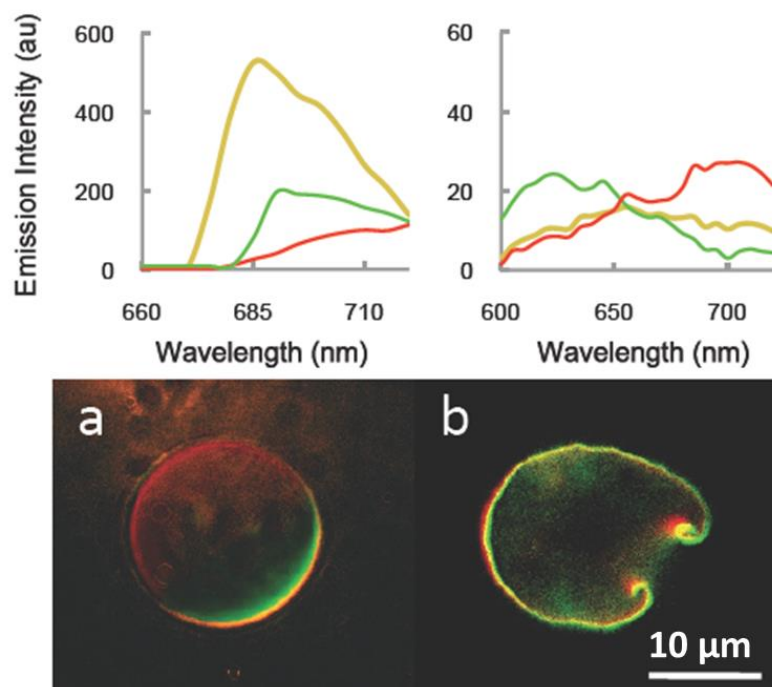 Emission Intensity (au)
600
400
200
0
660 685 710
Wavelength (nm)
60
40
20
0
600 650 700
Wavelength (nm)
a
b
10 μm